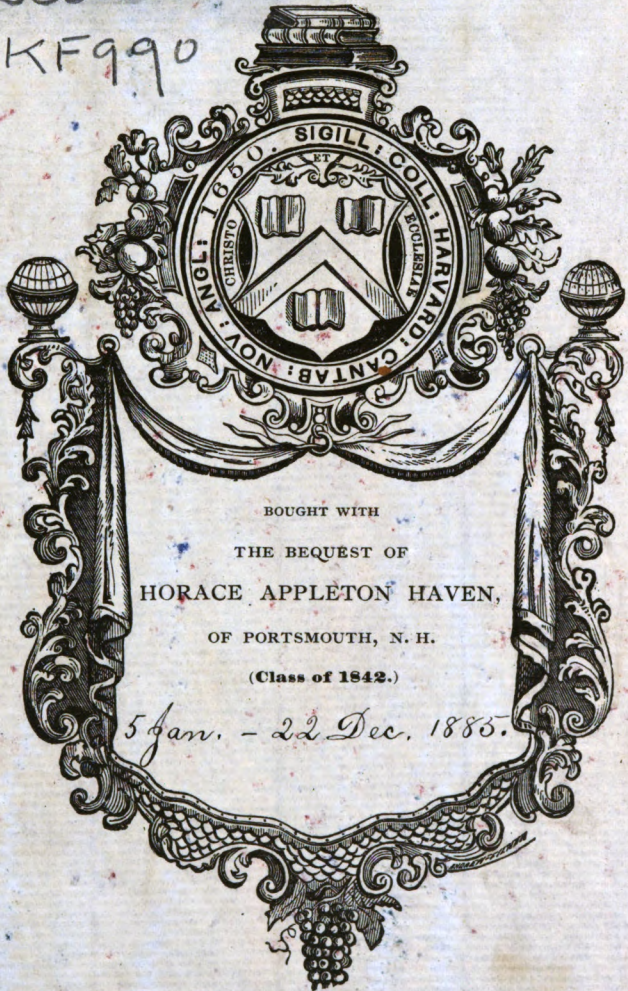 KF990
SIGILL: COLL: HARVARD: CANTAB: NOV: ANGL: 1650.
ET
CHRISTO
ECCLESIAE
BOUGHT WITH
THE BEQUEST OF
HORACE APPLETON HAVEN,
OF PORTSMOUTH, N. H.
(Class of 1842.)
5 Jan. - 22 Dec. 1885.